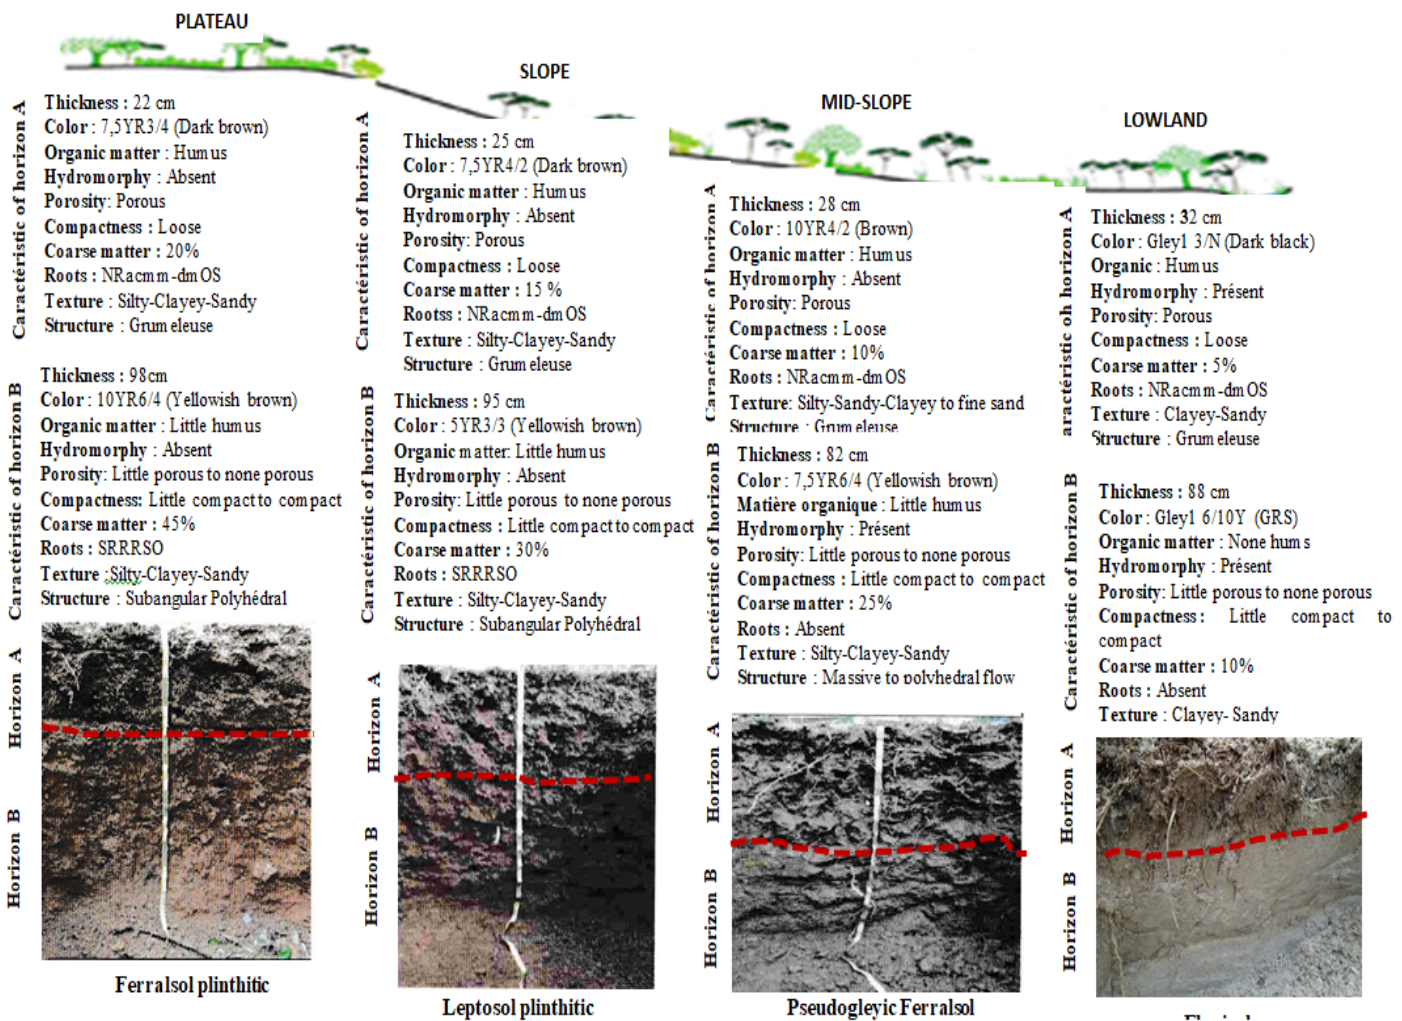 PLATEAU
Caractéristic of horizon A
Thickness : 22 cm
Color : 7,5YR3/4 (Dark brown)
Organic matter : Humus
Hydromorphy : Absent
Porosity: Porous
Compactness : Loose
Coarse matter : 20%
Roots : NRacmm-dmOS
Texture : Silty-Clayey-Sandy
Structure : Grumeleuse
Caractéristic of horizon B
Thickness : 98cm
Color : 10YR6/4 (Yellowish brown)
Organic matter : Little humus
Hydromorphy : Absent
Porosity: Little porous to none porous
Compactness: Little compact to compact
Coarse matter : 45%
Roots : SRRRSO
Texture :Silty-Clayey-Sandy
Structure : Subangular Polyhédral
Horizon A
Horizon B
Ferralsol plinthitic
SLOPE
Caractéristic of horizon A
Thickness : 25 cm
Color : 7,5YR4/2 (Dark brown)
Organic matter : Humus
Hydromorphy : Absent
Porosity: Porous
Compactness : Loose
Coarse matter : 15 %
Rootss : NRacmm-dmOS
Texture : Silty-Clayey-Sandy
Structure : Grumeleuse
Caractéristic of horizon B
Thickness : 95 cm
Color : 5YR3/3 (Yellowish brown)
Organic matter: Little humus
Hydromorphy : Absent
Porosity: Little porous to none porous
Compactness : Little compact to compact
Coarse matter : 30%
Roots : SRRRSO
Texture : Silty-Clayey-Sandy
Structure : Subangular Polyhédral
Horizon A
Horizon B
Leptosol plinthitic
MID-SLOPE
Caractéristic of horizon A
Thickness : 28 cm
Color : 10YR4/2 (Brown)
Organic matter : Humus
Hydromorphy : Absent
Porosity: Porous
Compactness : Loose
Coarse matter : 10%
Roots : NRacmm-dmOS
Texture: Silty-Sandy-Clayey to fine sand
Structure : Grumeleuse
Caractéristic of horizon B
Thickness : 82 cm
Color : 7,5YR6/4 (Yellowish brown)
Matière organique : Little humus
Hydromorphy : Présent
Porosity: Little porous to none porous
Compactness : Little compact to compact
Coarse matter : 25%
Roots : Absent
Texture : Silty-Clayey-Sandy
Structure : Massive to polyhedral flow
Horizon A
Horizon B
Pseudogleyic Ferralsol
LOWLAND
aractéristic oh horizon A
Thickness : 32 cm
Color : Gley1 3/N (Dark black)
Organic : Humus
Hydromorphy : Présent
Porosity: Porous
Compactness : Loose
Coarse matter : 5%
Roots : NRacmm-dmOS
Texture : Clayey-Sandy
Structure : Grumeleuse
Caractéristic of horizon B
Thickness : 88 cm
Color : Gley1 6/10Y (GRS)
Organic matter : None hums
Hydromorphy : Présent
Porosity: Little porous to none porous
Compactness : Little compact to
compact
Coarse matter : 10%
Roots : Absent
Texture : Clayey- Sandy
Horizon A
Horizon B